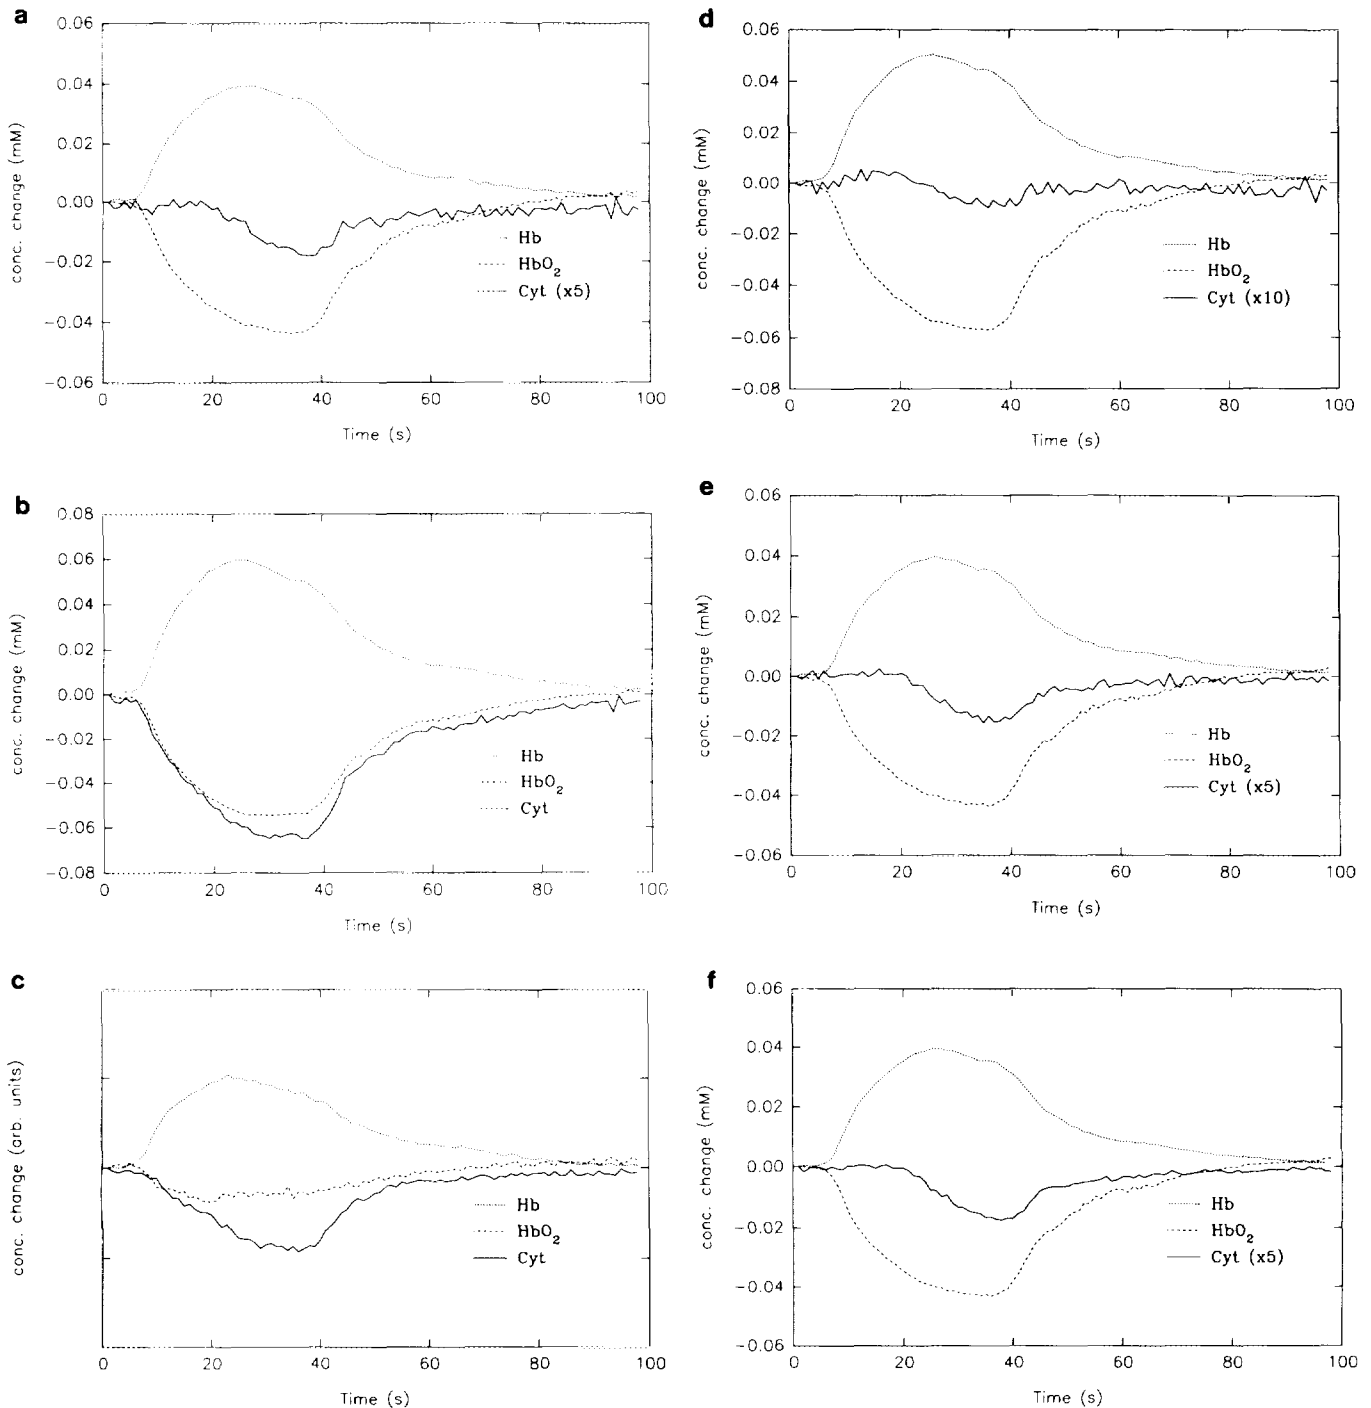 a
0.06
0.04
0.02
0.00
−0.02
−0.04
−0.06
conc. change (mM)
Hb
HbO2
Cyt (x5)
0 20 40 60 80 100
Time (s)
b
0.08
0.06
0.04
0.02
0.00
−0.02
−0.04
−0.06
−0.08
conc. change (mM)
Hb
HbO2
Cyt
0 20 40 60 80 100
Time (s)
c
conc. change (arb. units)
Hb
HbO2
Cyt
0 20 40 60 80 100
Time (s)
d
0.06
0.04
0.02
0.00
−0.02
−0.04
−0.06
−0.08
conc. change (mM)
Hb
HbO2
Cyt (x10)
0 20 40 60 80 100
Time (s)
e
0.06
0.04
0.02
0.00
−0.02
−0.04
−0.06
conc. change (mM)
Hb
HbO2
Cyt (x5)
0 20 40 60 80 100
Time (s)
f
0.06
0.04
0.02
0.00
−0.02
−0.04
−0.06
conc. change (mM)
Hb
HbO2
Cyt (x5)
0 20 40 60 80 100
Time (s)